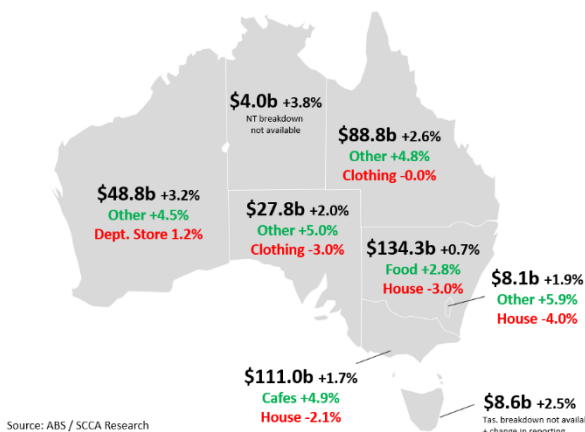 $4.0b +3.8%
NT breakdown
not available
$88.8b +2.6%
Other +4.8%
Clothing -0.0%
$48.8b +3.2%
Other +4.5%
Dept. Store 1.2%
$27.8b +2.0%
Other +5.0%
Clothing -3.0%
$134.3b +0.7%
Food +2.8%
House -3.0%
$8.1b +1.9%
Other +5.9%
House -4.0%
$111.0b +1.7%
Cafes +4.9%
House -2.1%
$8.6b +2.5%
Tas. breakdown not availa
+ change in reporting
Source: ABS / SCCA Research